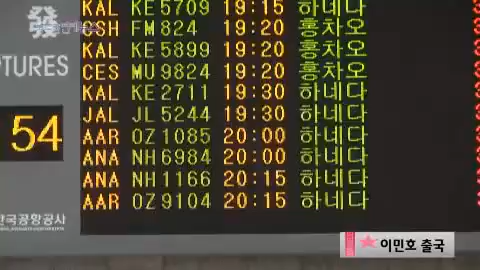 發
KAL KE5709 19:15 하네다
CSH FM824 19:20 홍차오
KAL KE5899 19:20 홍차오
CES MU9824 19:20 홍차오
KAL KE2711 19:30 하네다
JAL JL5244 19:30 하네다
AAR OZ1085 20:00 하네다
ANA NH6984 20:00 하네다
ANA NH1166 20:15 하네다
AAR OZ9104 20:15 하네다
PTURES
54
한국공항공사
이민호 출국